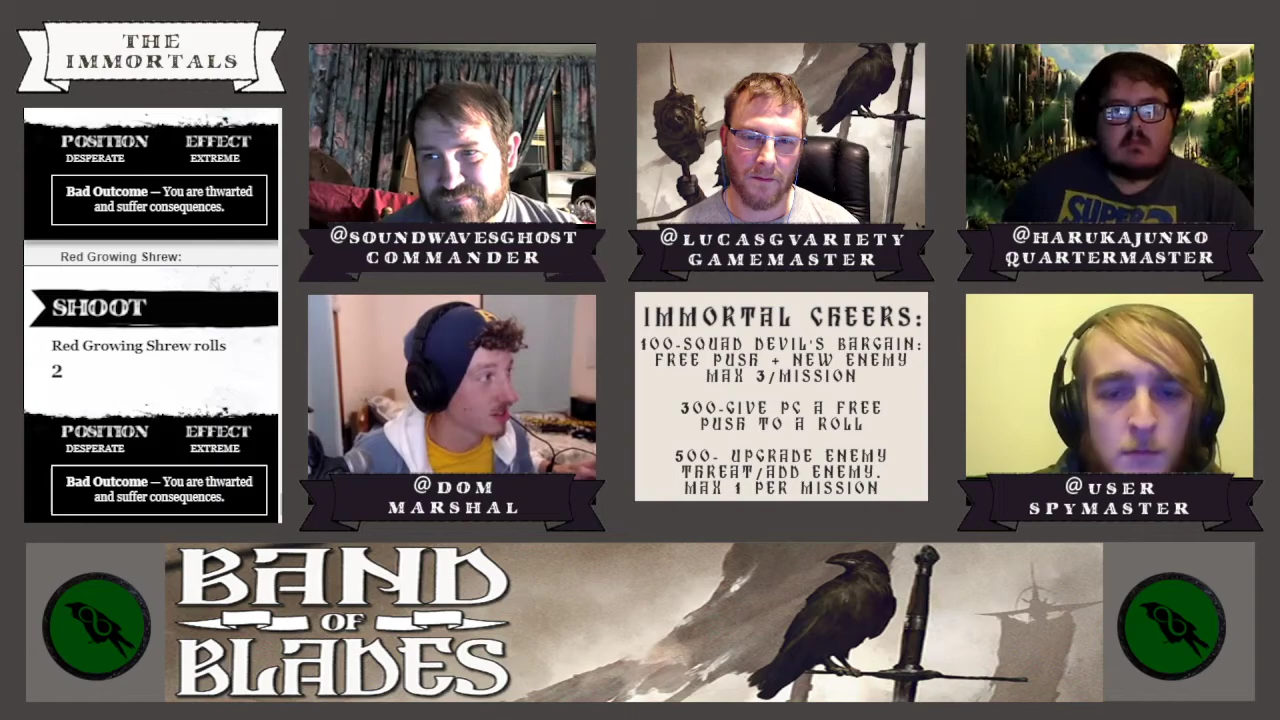 THE
IMMORTALS
POSITION EFFECT
DESPERATE EXTREME
Bad Outcome — You are thwarted
and suffer consequences.
Red Growing Shrew:
SHOOT
Red Growing Shrew rolls
2
POSITION EFFECT
DESPERATE EXTREME
Bad Outcome — You are thwarted
and suffer consequences.
@SOUNDWAVESGHOST
COMMANDER
@LUCASGVARIETY
GAMEMASTER
SUPER
@HARUKAJUNKO
QUARTERMASTER
@DOM
MARSHAL
IMMORTAL CHEERS:
100-SQUAD DEVIL'S BARGAIN:
FREE PUSH + NEW ENEMY
MAX 3/MISSION
300-GIVE PC A FREE
PUSH TO A ROLL
500- UPGRADE ENEMY
THREAT/ADD ENEMY.
MAX 1 PER MISSION
@USER
SPYMASTER
BAND
OF
BLADES